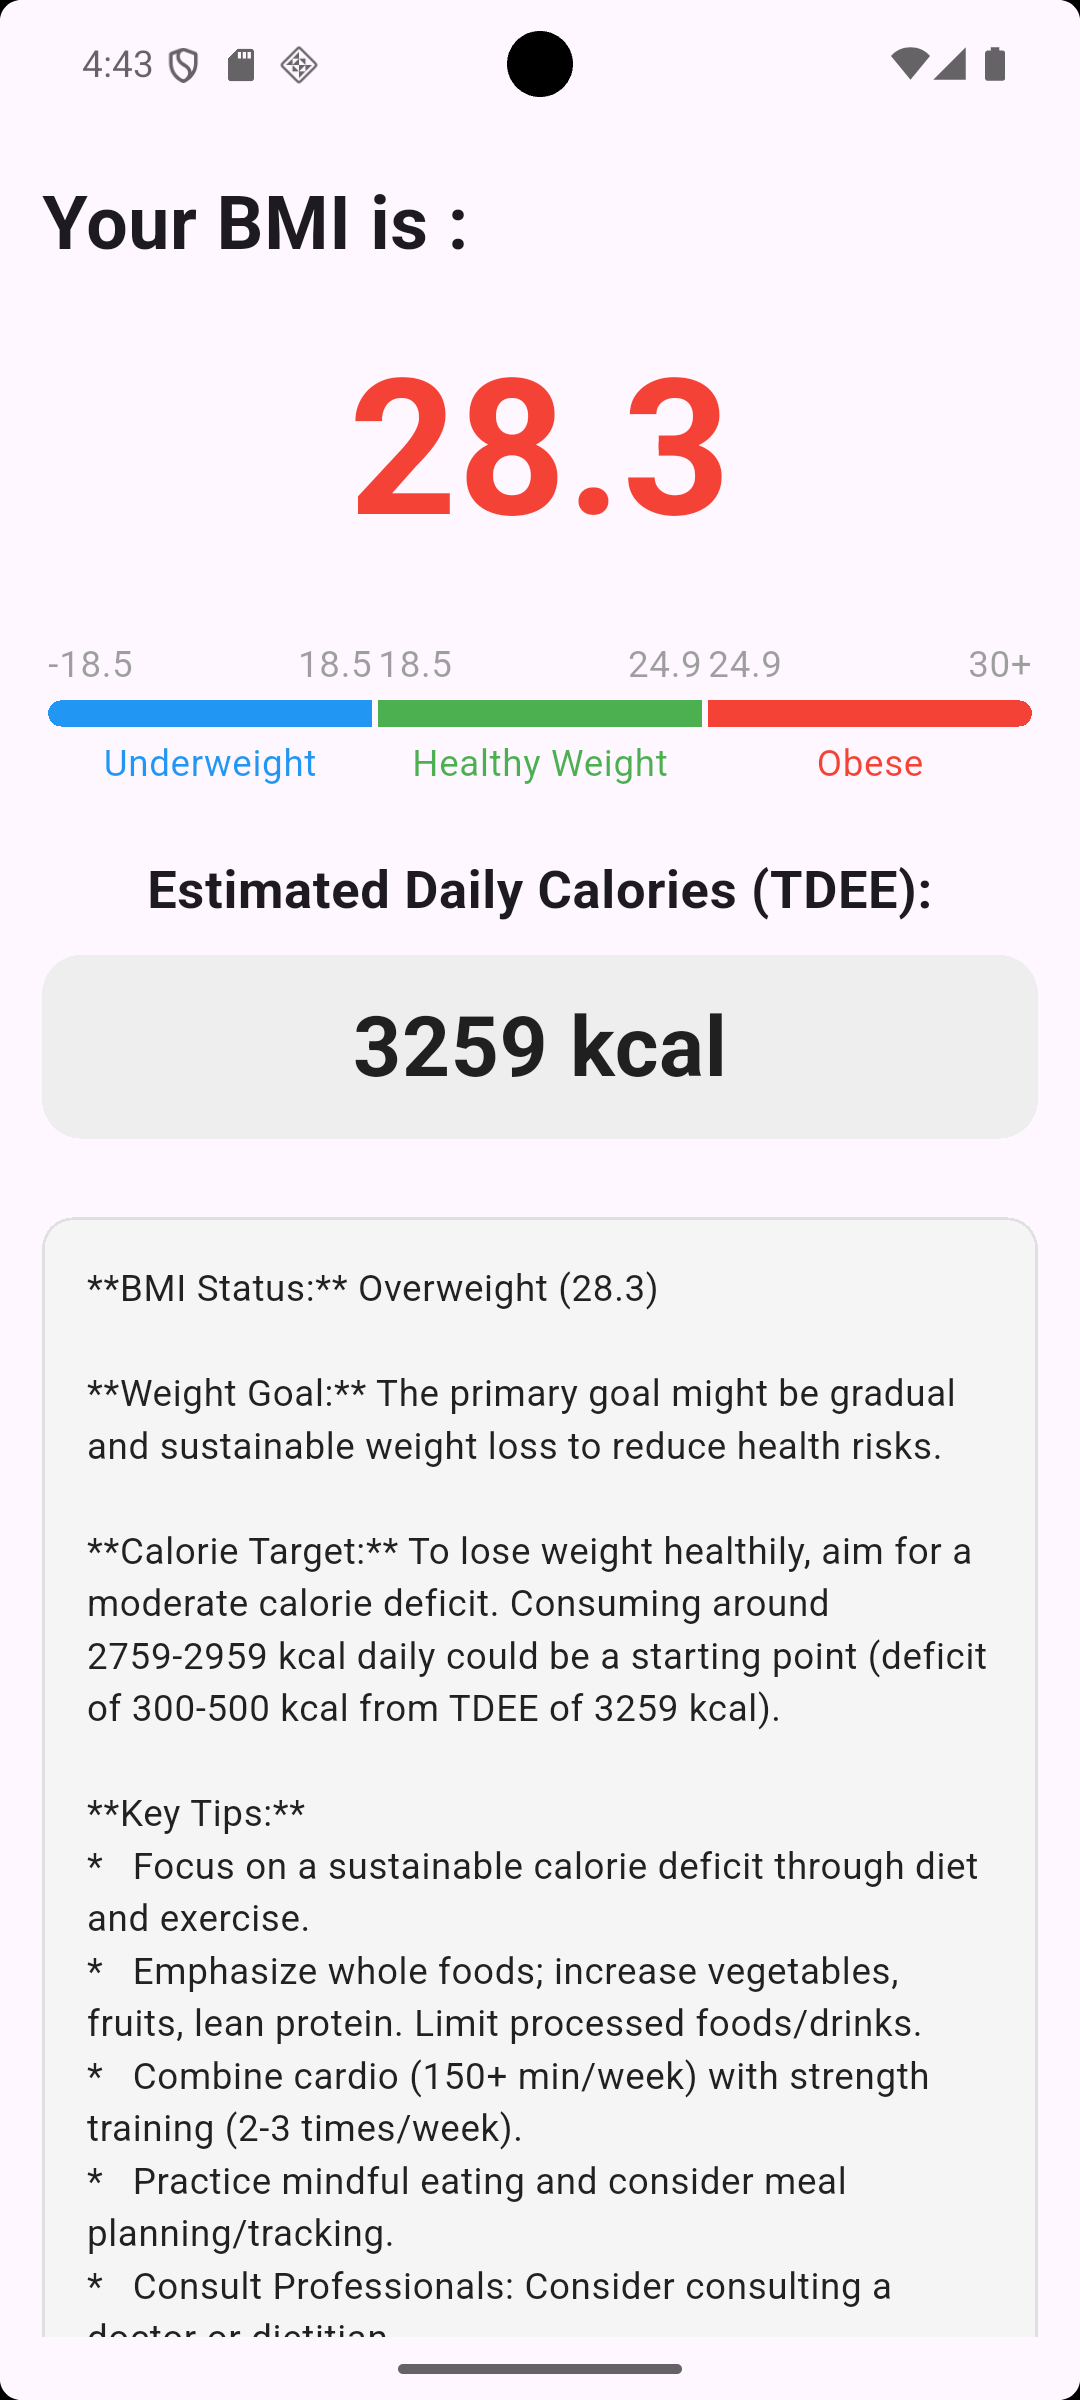 4:43
Your BMI is :
28.3
-18.5 18.5 18.5 24.9 24.9 30+
Underweight Healthy Weight Obese
Estimated Daily Calories (TDEE):
3259 kcal
**BMI Status:** Overweight (28.3)
**Weight Goal:** The primary goal might be gradual
and sustainable weight loss to reduce health risks.
**Calorie Target:** To lose weight healthily, aim for a
moderate calorie deficit. Consuming around
2759-2959 kcal daily could be a starting point (deficit
of 300-500 kcal from TDEE of 3259 kcal).
**Key Tips:**
*   Focus on a sustainable calorie deficit through diet
and exercise.
*   Emphasize whole foods; increase vegetables,
fruits, lean protein. Limit processed foods/drinks.
*   Combine cardio (150+ min/week) with strength
training (2-3 times/week).
*   Practice mindful eating and consider meal
planning/tracking.
*   Consult Professionals: Consider consulting a
doctor or dietitian